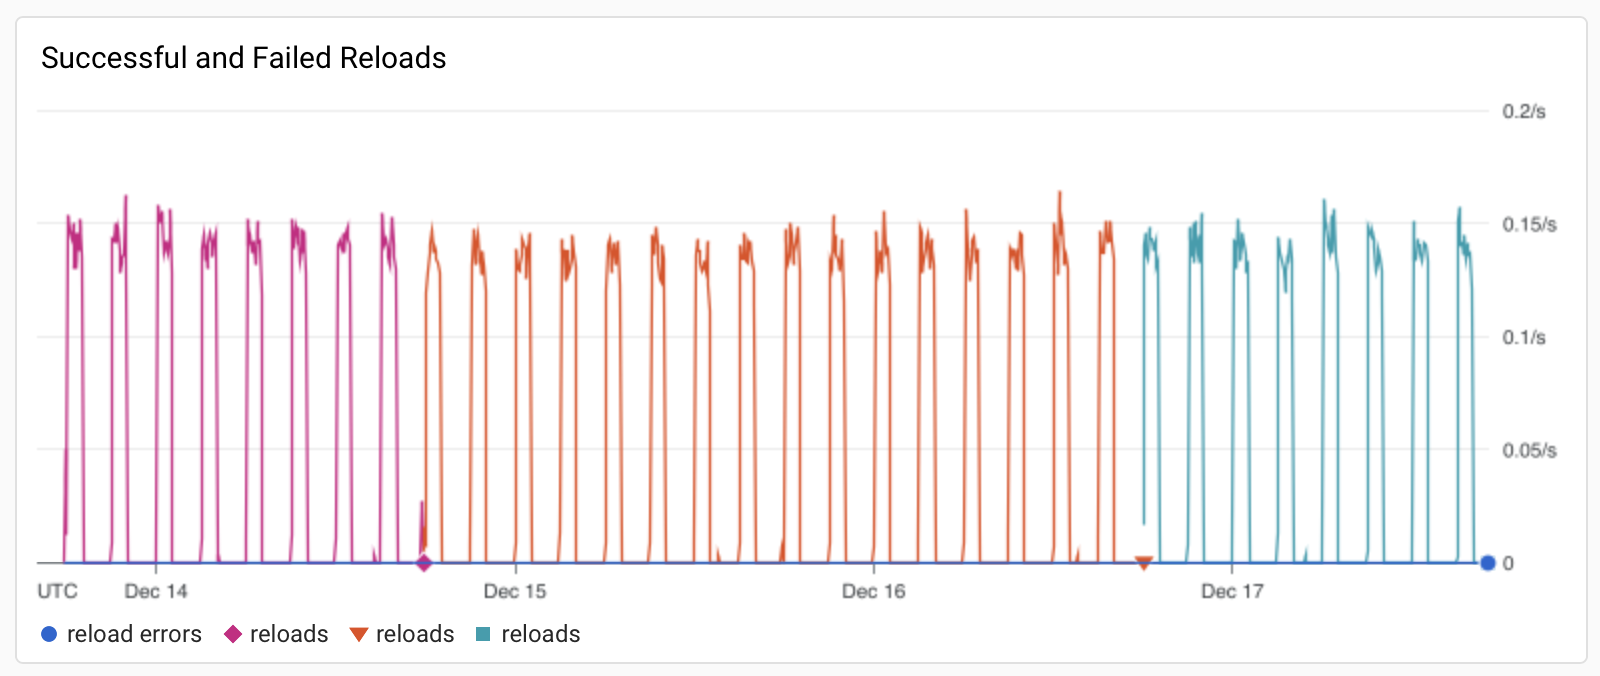 Successful and Failed Reloads
0.2/s
0.15/s
0.1/s
0.05/s
0
UTC Dec 14 Dec 15 Dec 16 Dec 17
reload errors reloads reloads reloads